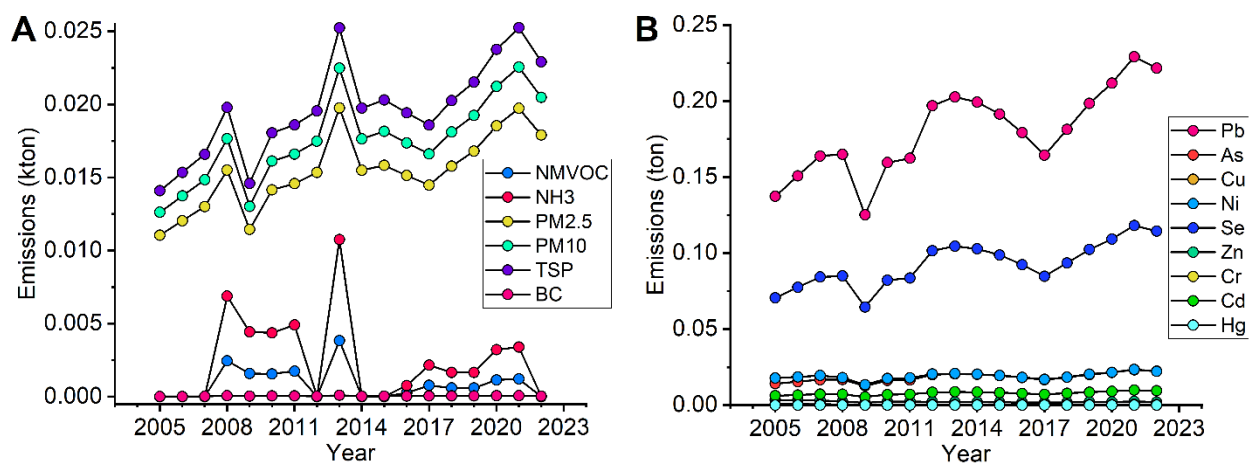 A
Emissions (kton)
0.025
0.020
0.015
0.010
0.005
0.000
NMVOC
NH3
PM2.5
PM10
TSP
BC
2005 2008 2011 2014 2017 2020 2023
Year
B
Emissions (ton)
0.25
0.20
0.15
0.10
0.05
0.00
Pb
As
Cu
Ni
Se
Zn
Cr
Cd
Hg
2005 2008 2011 2014 2017 2020 2023
Year